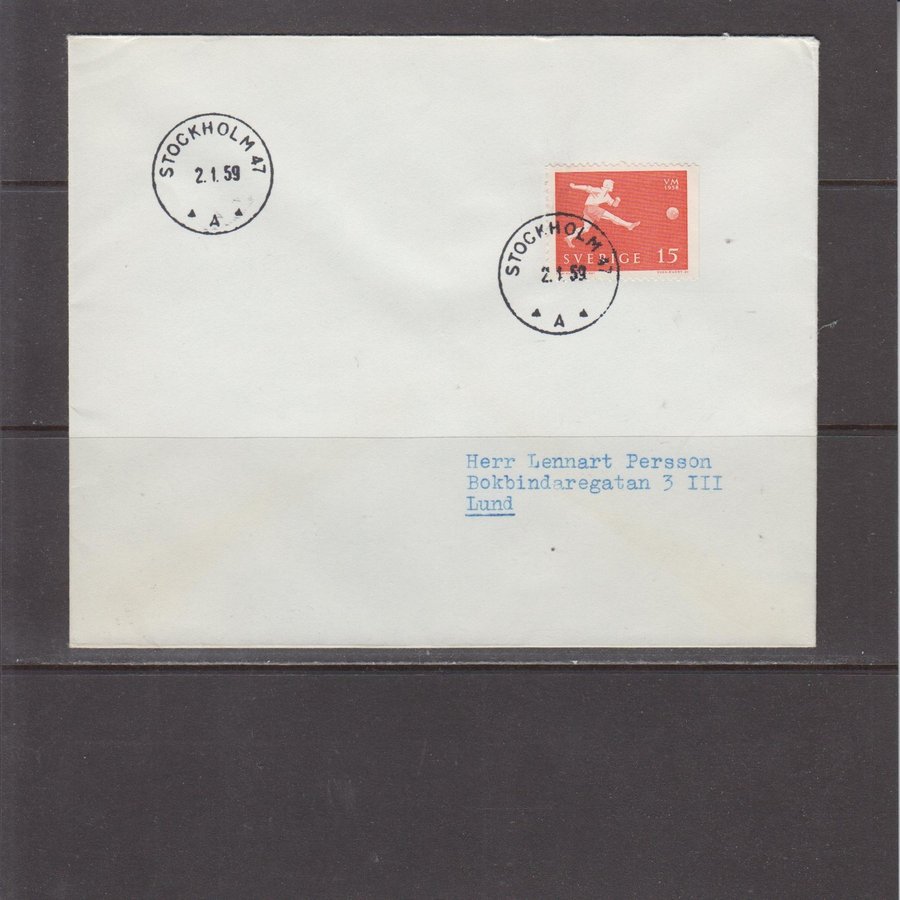 STOCKHOLM 47
2.1.59
A
VM
1958
SVERIGE 15
STOCKHOLM 47
2.1.59
A
Herr Lennart Persson
Bokbindaregatan 3 III
Lund